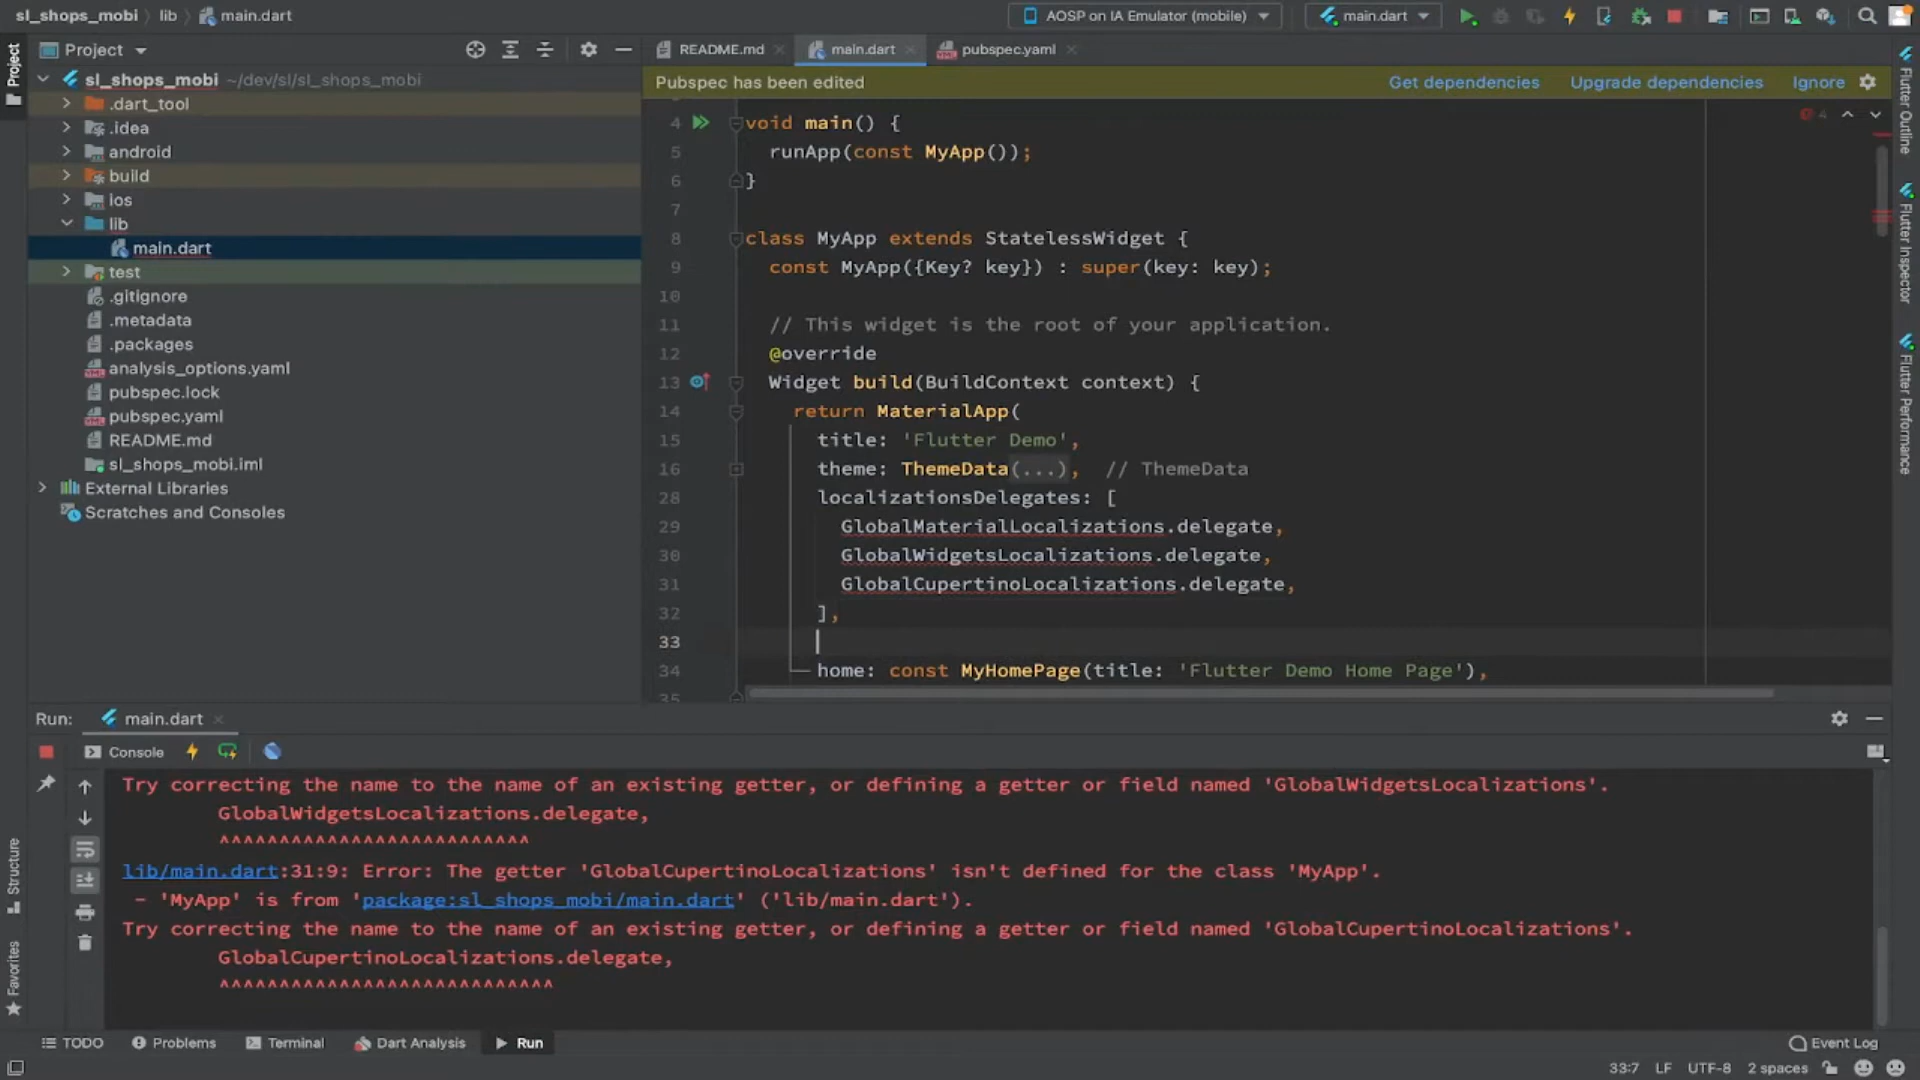 sl_shops_mobi
lib
main.dart
AOSP on IA Emulator (mobile)
main.dart
Project
README.md
main.dart
pubspec.yaml
Pubspec has been edited
Get dependencies
Upgrade dependencies
Ignore
sl_shops_mobi ~/dev/sl/sl_shops_mobi
.dart_tool
.idea
android
build
ios
lib
main.dart
test
.gitignore
.metadata
.packages
analysis_options.yaml
pubspec.lock
pubspec.yaml
README.md
sl_shops_mobi.iml
External Libraries
Scratches and Consoles
4 void main() {
5 runApp(const MyApp());
6 }
7
8 class MyApp extends StatelessWidget {
9 const MyApp({Key? key}) : super(key: key);
10
11 // This widget is the root of your application.
12 @override
13 Widget build(BuildContext context) {
14 return MaterialApp(
15 title: 'Flutter Demo',
16 theme: ThemeData(...), // ThemeData
28 localizationsDelegates: [
29 GlobalMaterialLocalizations.delegate,
30 GlobalWidgetsLocalizations.delegate,
31 GlobalCupertinoLocalizations.delegate,
32 ],
33
34 home: const MyHomePage(title: 'Flutter Demo Home Page'),
35
4
Project
Structure
Favorites
Flutter Outline
Flutter Inspector
Flutter Performance
Run:
main.dart
Console
Try correcting the name to the name of an existing getter, or defining a getter or field named 'GlobalWidgetsLocalizations'.
GlobalWidgetsLocalizations.delegate,
^^^^^^^^^^^^^^^^^^^^^^^^^^
lib/main.dart:31:9: Error: The getter 'GlobalCupertinoLocalizations' isn't defined for the class 'MyApp'.
- 'MyApp' is from 'package:sl_shops_mobi/main.dart' ('lib/main.dart').
Try correcting the name to the name of an existing getter, or defining a getter or field named 'GlobalCupertinoLocalizations'.
GlobalCupertinoLocalizations.delegate,
^^^^^^^^^^^^^^^^^^^^^^^^^^^^
TODO
Problems
Terminal
Dart Analysis
Run
Event Log
33:7
LF
UTF-8
2 spaces